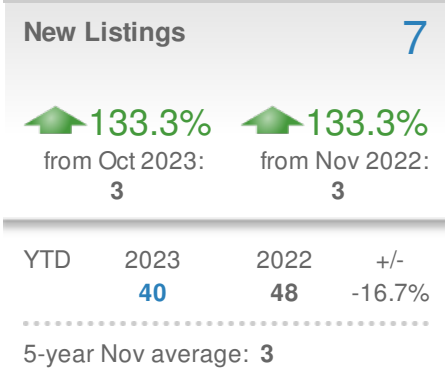 New Listings 7
133.3% 133.3%
from Oct 2023: from Nov 2022:
3 3
YTD 2023 2022 +/-
40 48 -16.7%
5-year Nov average: 3